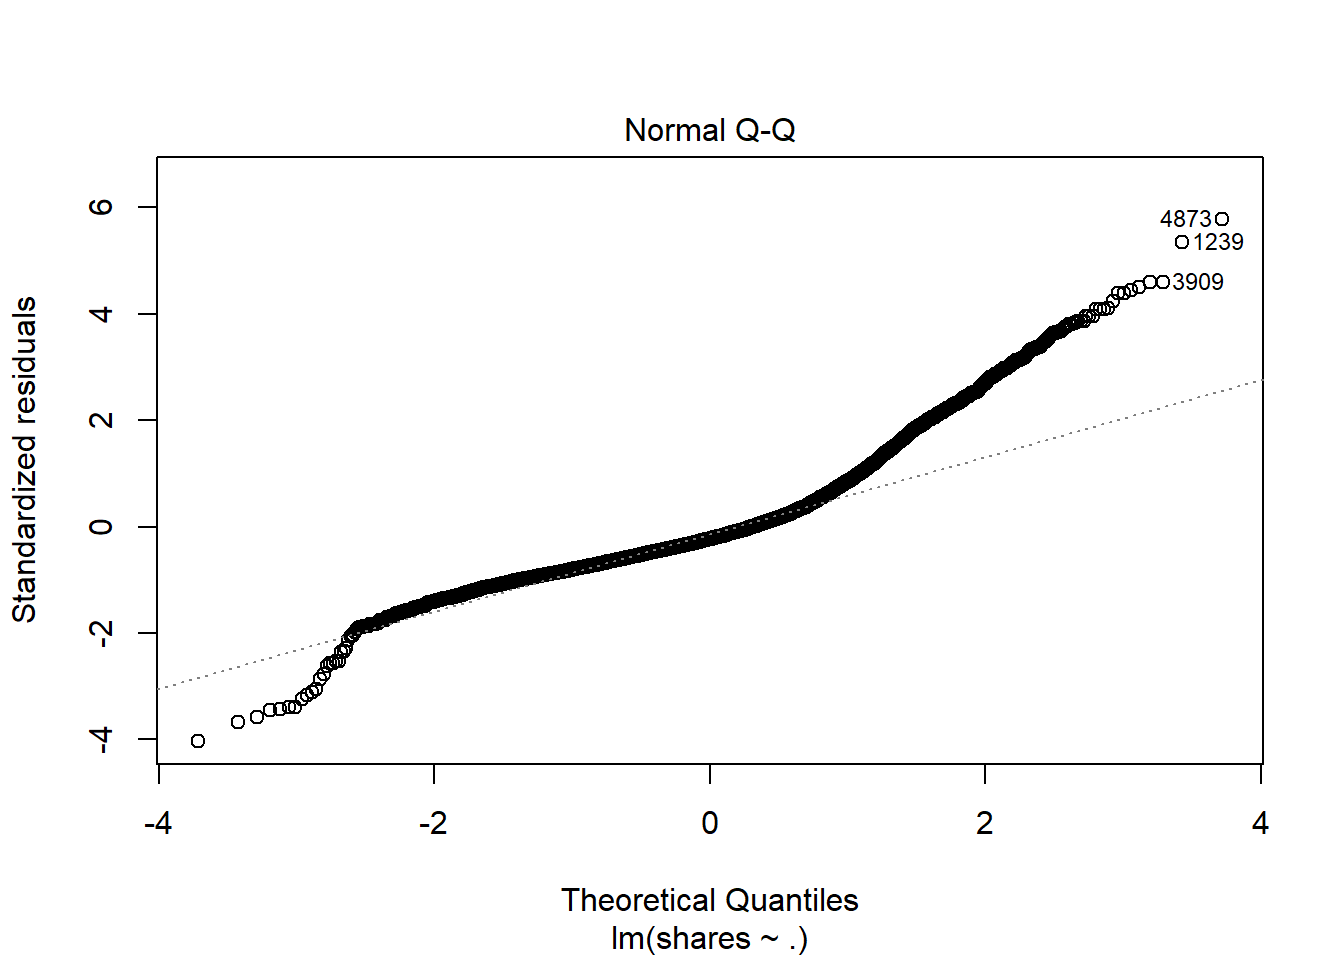 Normal Q-Q
Standardized residuals
6
4
2
0
-2
-4
4873
1239
3909
-4 -2 0 2 4
Theoretical Quantiles
lm(shares ~ .)